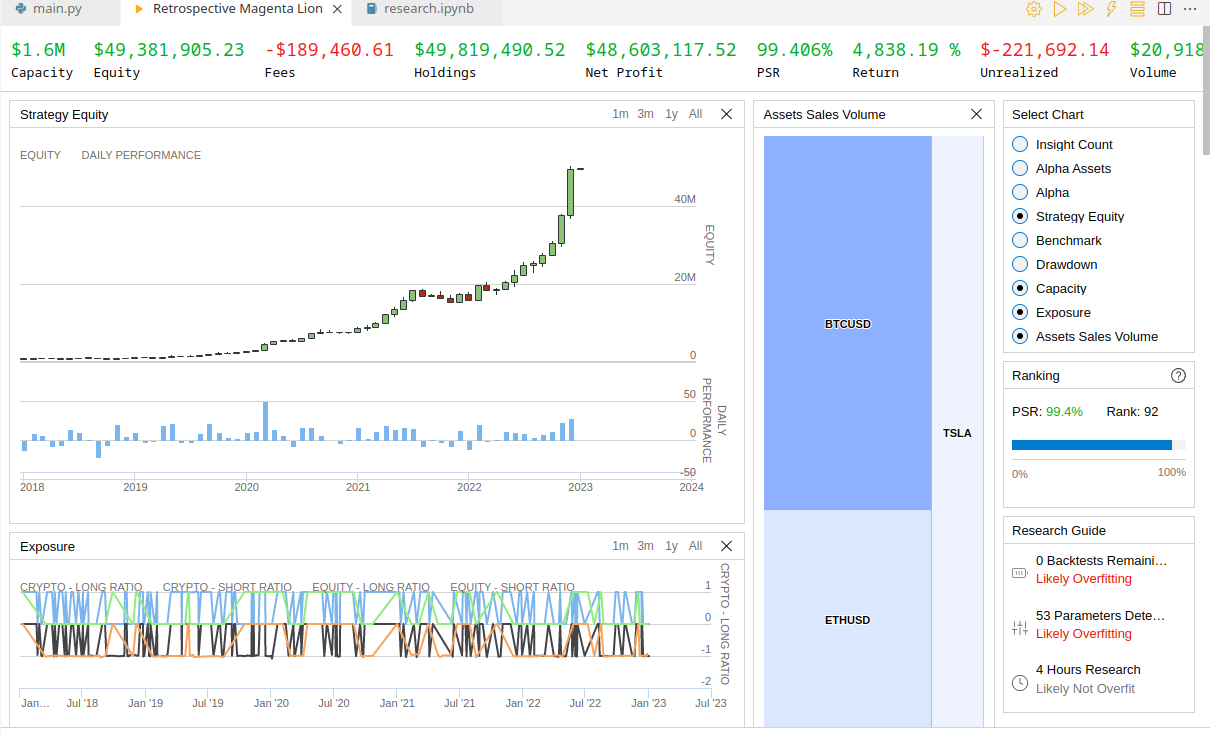 main.py
Retrospective Magenta Lion
research.ipynb
$1.6M $49,381,905.23 -$189,460.61 $49,819,490.52 $48,603,117.52 99.406% 4,838.19 % $-221,692.14 $20,918
Capacity Equity Fees Holdings Net Profit PSR Return Unrealized Volume
Strategy Equity
1m 3m 1y All
EQUITY DAILY PERFORMANCE
40M
20M
0
EQUITY
50
0
-50
DAILY
PERFORMANCE
2018 2019 2020 2021 2022 2023 2024
Exposure
1m 3m 1y All
CRYPTO - LONG RATIO CRYPTO - SHORT RATIO EQUITY - LONG RATIO EQUITY - SHORT RATIO
1
0
-1
-2
CRYPTO - LONG RATIO
Jan... Jul '18 Jan '19 Jul '19 Jan '20 Jul '20 Jan '21 Jul '21 Jan '22 Jul '22 Jan '23 Jul '23
Assets Sales Volume
BTCUSD
TSLA
ETHUSD
Select Chart
Insight Count
Alpha Assets
Alpha
Strategy Equity
Benchmark
Drawdown
Capacity
Exposure
Assets Sales Volume
Ranking
?
PSR: 99.4% Rank: 92
0% 100%
Research Guide
0 Backtests Remaini...
Likely Overfitting
53 Parameters Dete...
Likely Overfitting
4 Hours Research
Likely Not Overfit